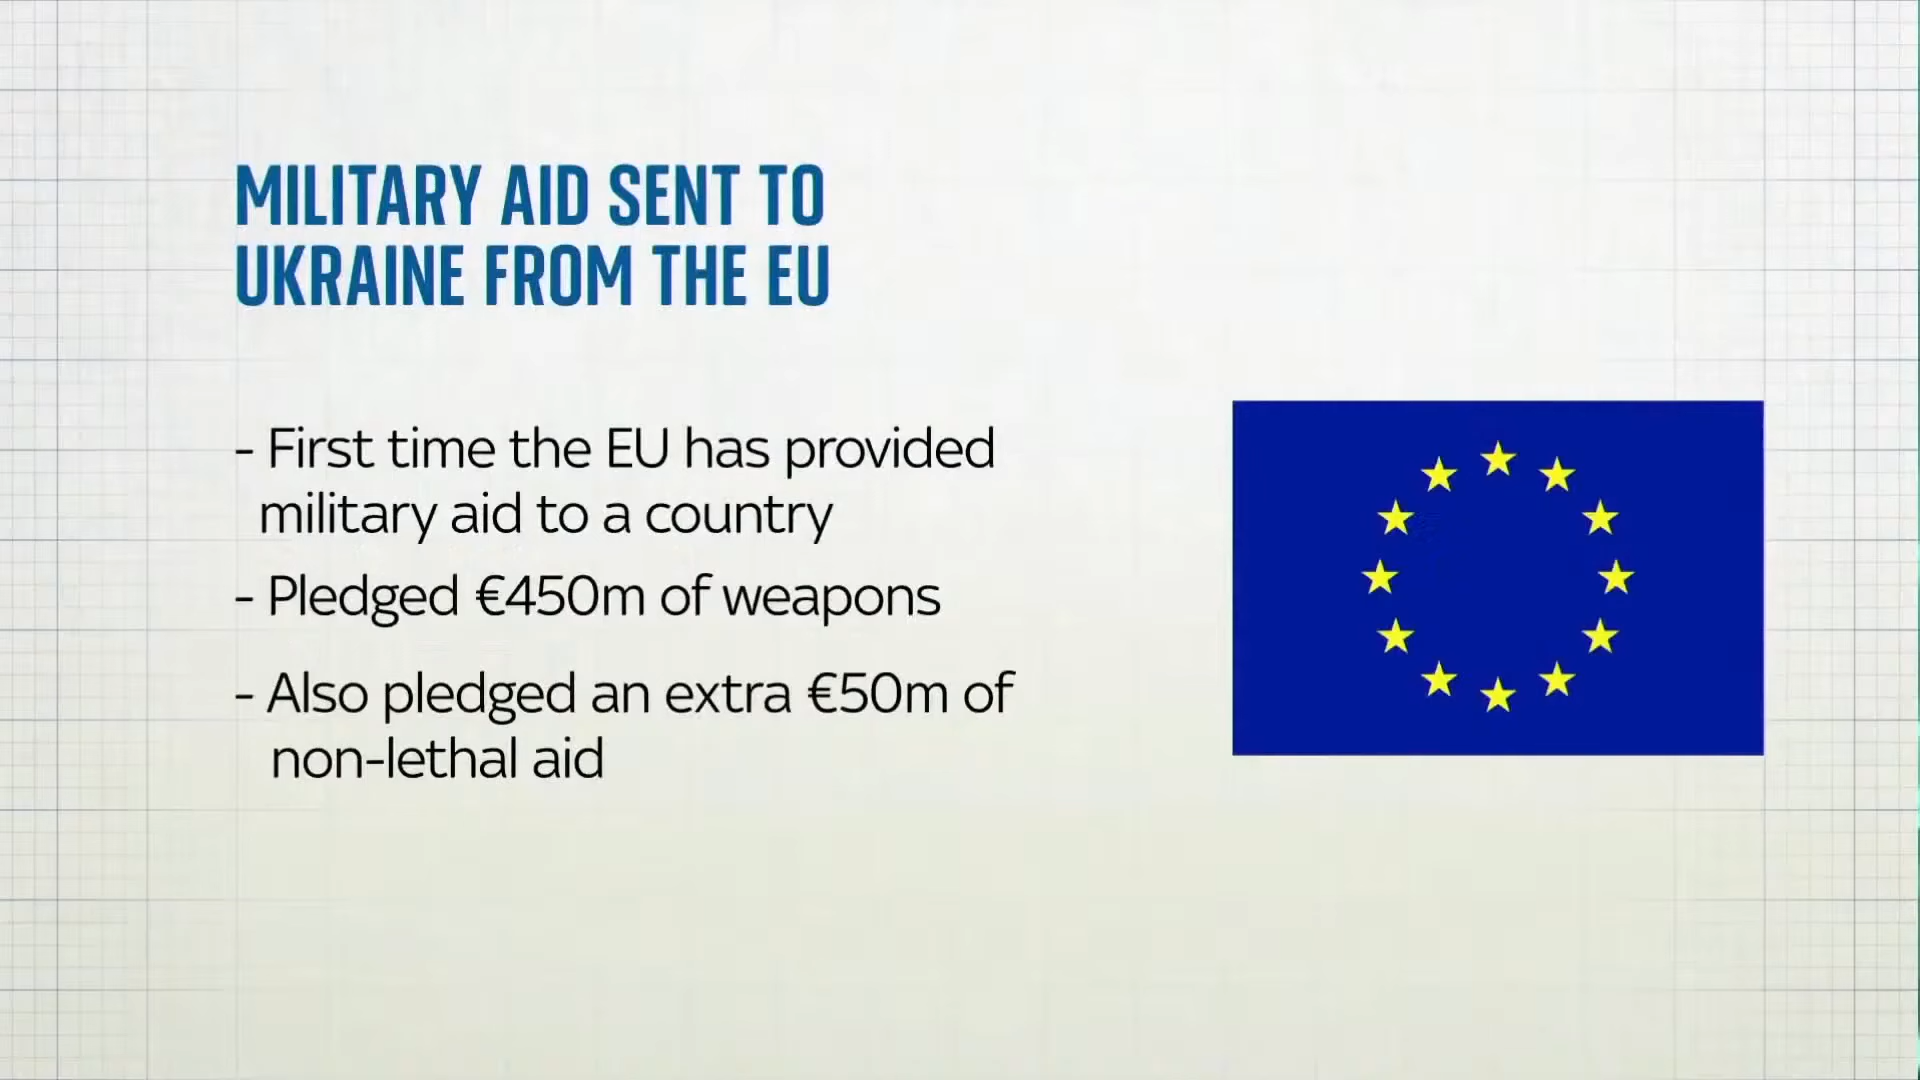 MILITARY AID SENT TO
UKRAINE FROM THE EU
- First time the EU has provided
military aid to a country
- Pledged €450m of weapons
- Also pledged an extra €50m of
non-lethal aid